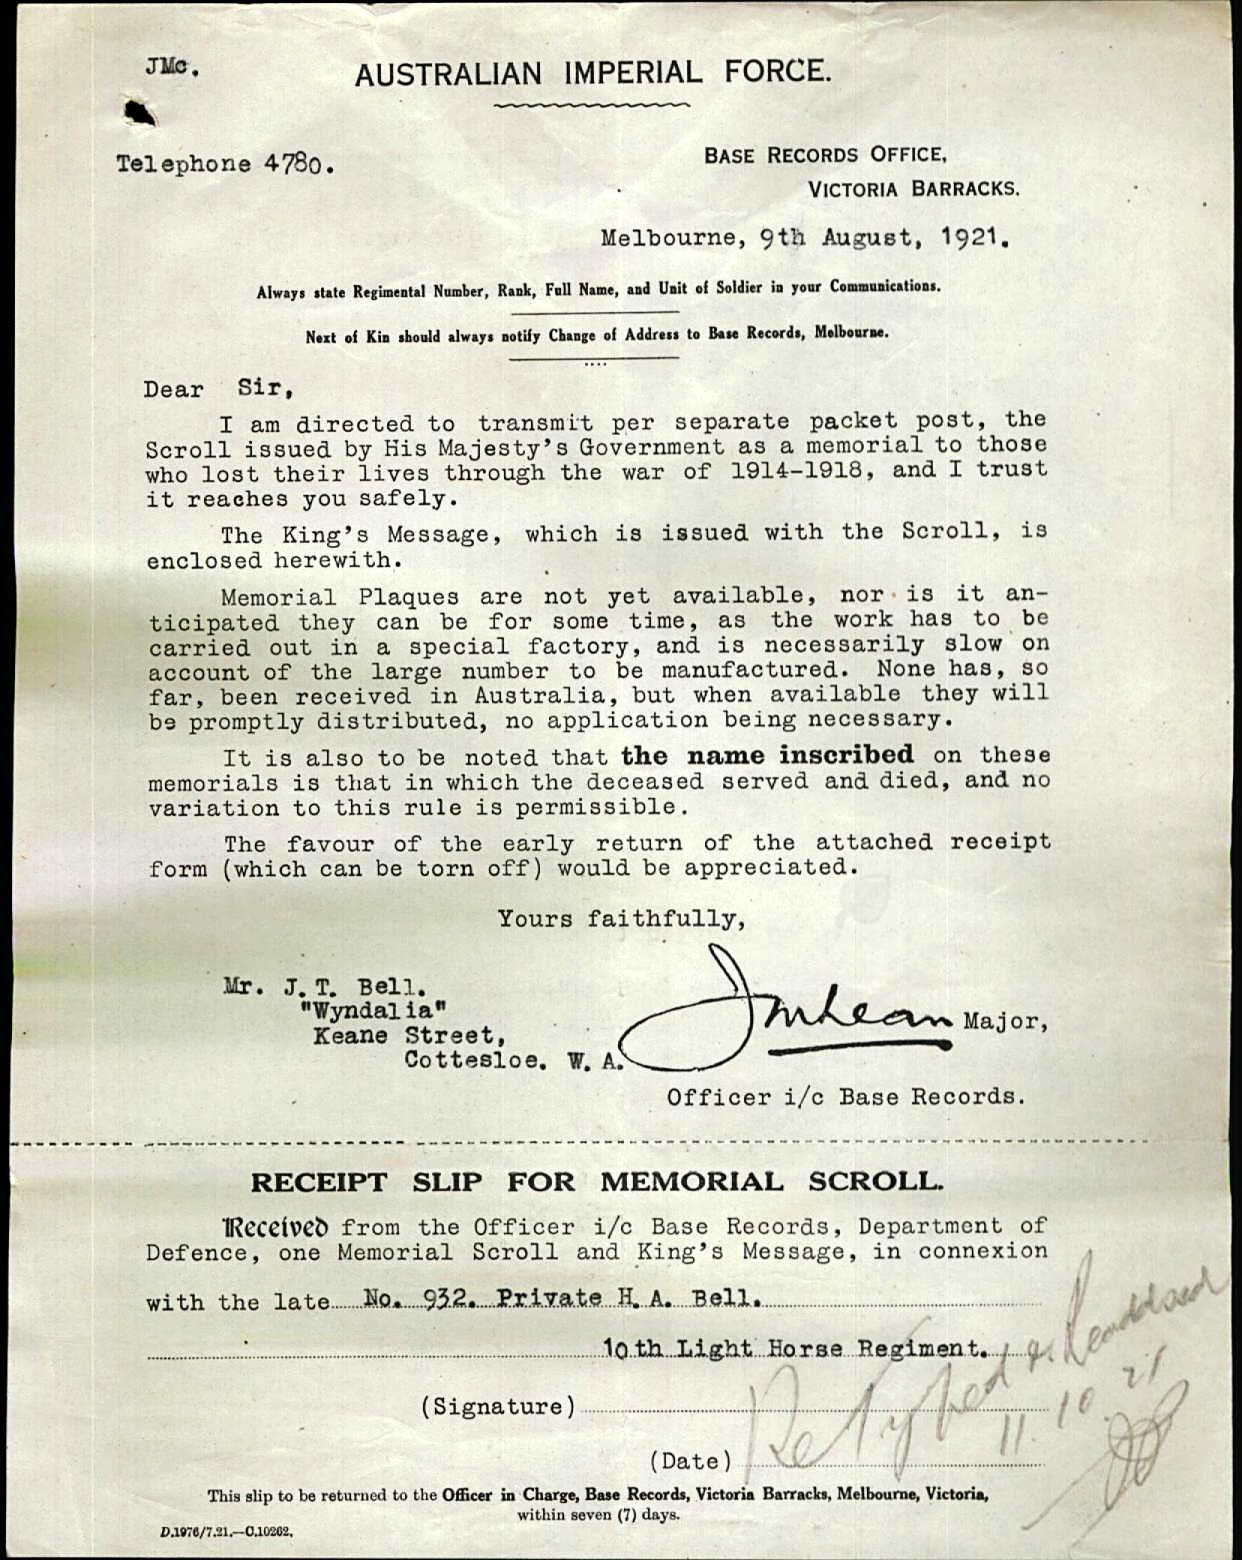 JMc.
AUSTRALIAN IMPERIAL FORCE.
Telephone 4780.
BASE RECORDS OFFICE,
VICTORIA BARRACKS.
Melbourne, 9th August, 1921.
Always state Regimental Number, Rank, Full Name, and Unit of Soldier in your Communications.
Next of Kin should always notify Change of Address to Base Records, Melbourne.
Dear Sir,
I am directed to transmit per separate packet post, the
Scroll issued by His Majesty's Government as a memorial to those
who lost their lives through the war of 1914-1918, and I trust
it reaches you safely.
The King's Message, which is issued with the Scroll, is
enclosed herewith.
Memorial Plaques are not yet available, nor is it an-
ticipated they can be for some time, as the work has to be
carried out in a special factory, and is necessarily slow on
account of the large number to be manufactured. None has, so
far, been received in Australia, but when available they will
be promptly distributed, no application being necessary.
It is also to be noted that the name inscribed on these
memorials is that in which the deceased served and died, and no
variation to this rule is permissible.
The favour of the early return of the attached receipt
form (which can be torn off) would be appreciated.
Yours faithfully,
Mr. J. T. Bell.
"Wyndalia"
Keane Street,
Cottesloe. W. A.
JMLean Major,
Officer i/c Base Records.
RECEIPT SLIP FOR MEMORIAL SCROLL.
Received from the Officer i/c Base Records, Department of
Defence, one Memorial Scroll and King's Message, in connexion
with the late No. 932. Private H. A. Bell.
10th Light Horse Regiment.
(Signature)
(Date)
Retyped & Readdssed
11.10.21
This slip to be returned to the Officer in Charge, Base Records, Victoria Barracks, Melbourne, Victoria,
within seven (7) days.
D.1976/7.21.—C.10262.